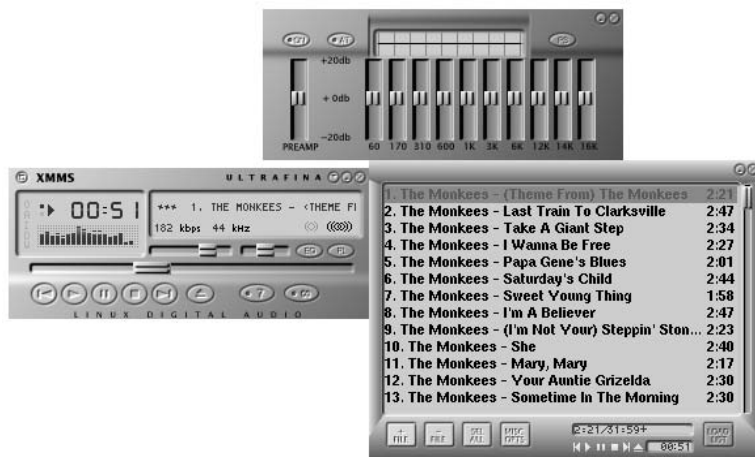 ON AT PS
+20db
+ 0db
-20db
PREAMP 60 170 310 600 1K 3K 6K 12K 14K 16K
XMMS ULTRAFINA
00:51
*** 1. THE MONKEES - <THEME F
182 kbps 44 kHz
EQ PL
LINUX DIGITAL AUDIO
1. The Monkees - (Theme From) The Monkees 2:21
2. The Monkees - Last Train To Clarksville 2:47
3. The Monkees - Take A Giant Step 2:34
4. The Monkees - I Wanna Be Free 2:27
5. The Monkees - Papa Gene's Blues 2:01
6. The Monkees - Saturday's Child 2:44
7. The Monkees - Sweet Young Thing 1:58
8. The Monkees - I'm A Believer 2:47
9. The Monkees - (I'm Not Your) Steppin' Ston... 2:23
10. The Monkees - She 2:40
11. The Monkees - Mary, Mary 2:17
12. The Monkees - Your Auntie Grizelda 2:30
13. The Monkees - Sometime In The Morning 2:30
+ FILE
- FILE
SEL ALL
MISC OPTS
2:21/31:59+
LOAD LIST
00:51